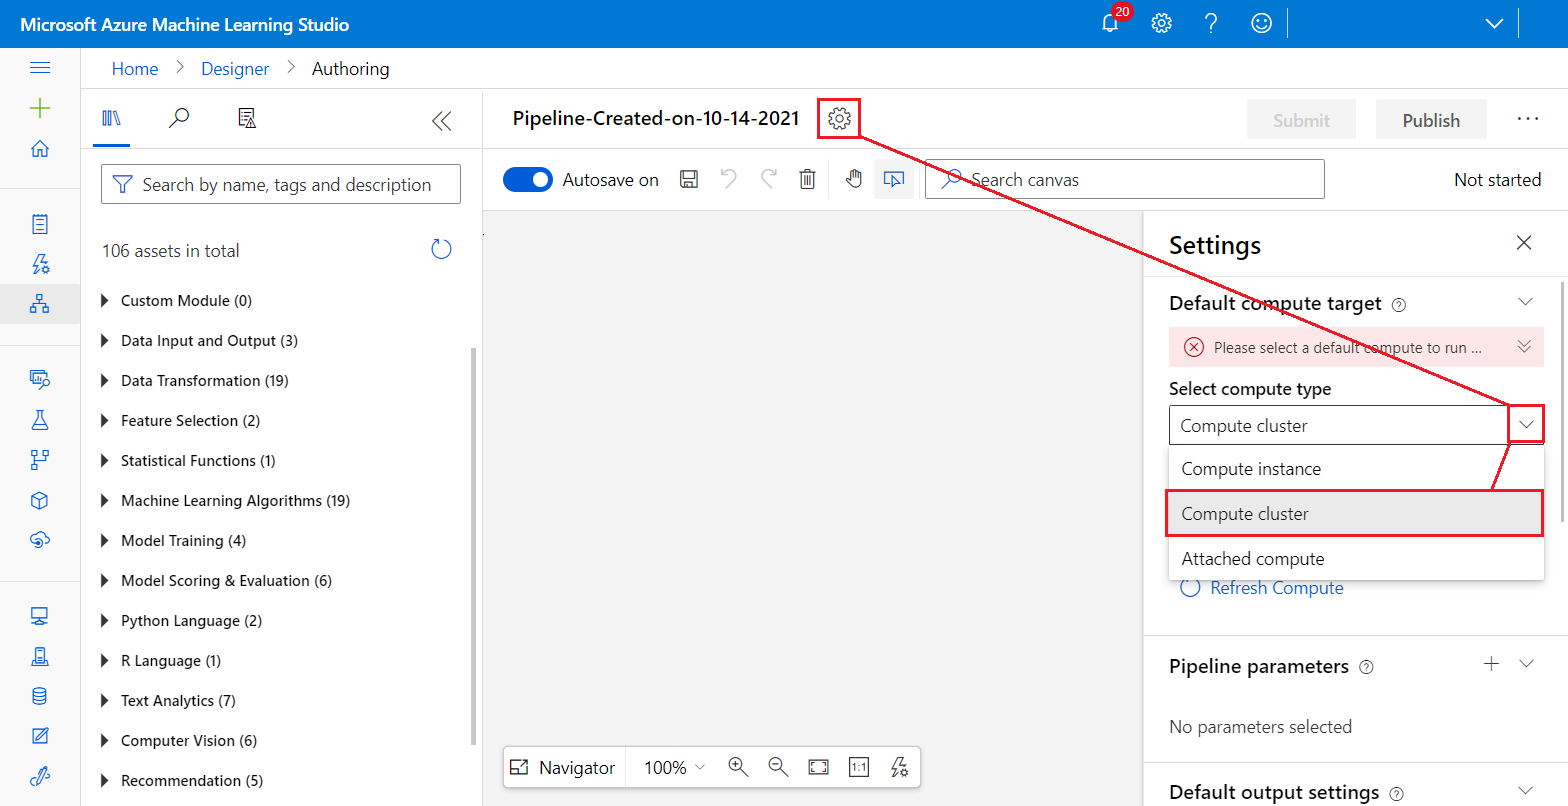 Microsoft Azure Machine Learning Studio
20
Home
Designer
Authoring
Pipeline-Created-on-10-14-2021
Submit
Publish
Search by name, tags and description
Autosave on
Search canvas
Not started
106 assets in total
Custom Module (0)
Data Input and Output (3)
Data Transformation (19)
Feature Selection (2)
Statistical Functions (1)
Machine Learning Algorithms (19)
Model Training (4)
Model Scoring & Evaluation (6)
Python Language (2)
R Language (1)
Text Analytics (7)
Computer Vision (6)
Recommendation (5)
Settings
Default compute target
Please select a default compute to run ...
Select compute type
Compute cluster
Compute instance
Compute cluster
Attached compute
Refresh Compute
Pipeline parameters
No parameters selected
Default output settings
Navigator
100%
1:1